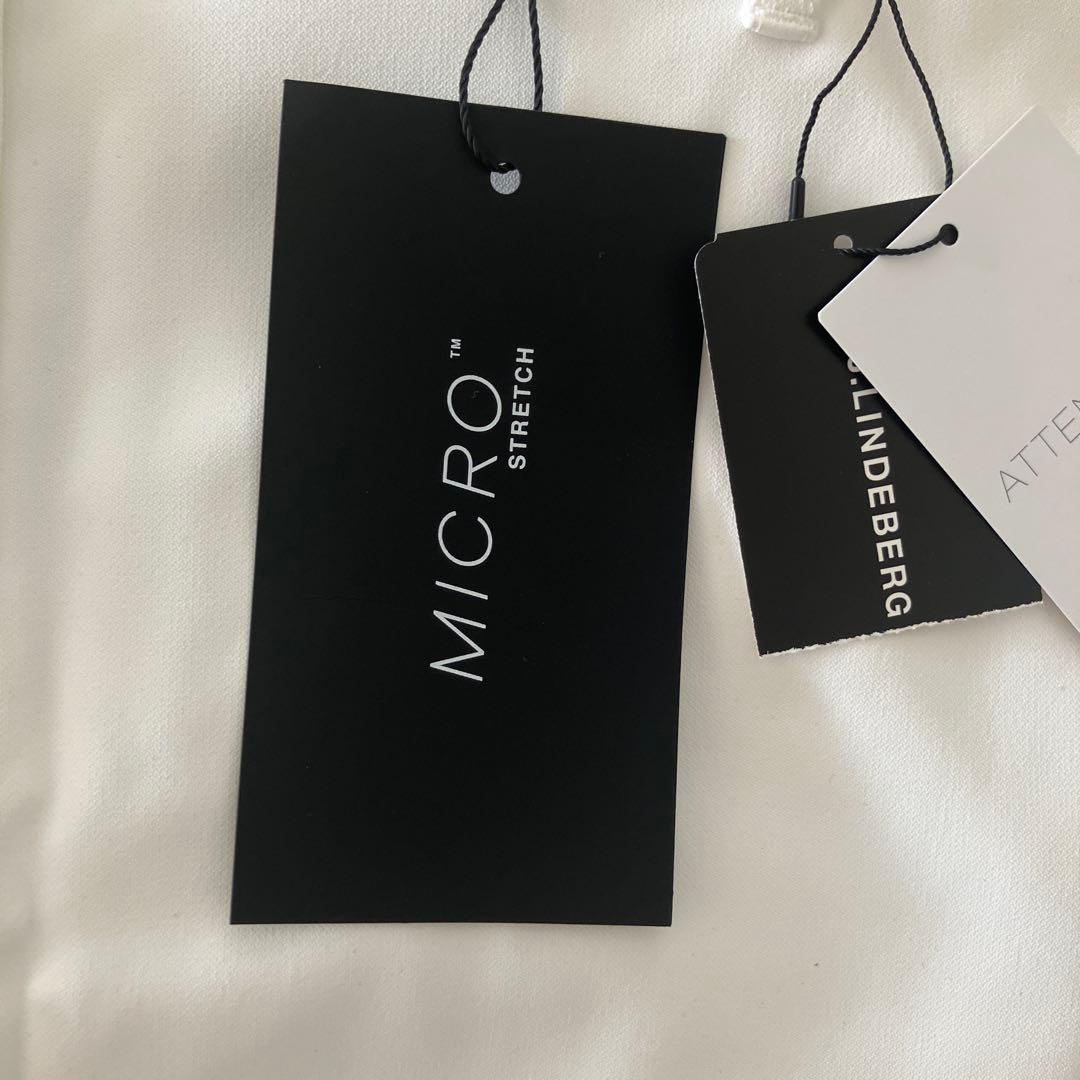 MICRO™
STRETCH
J.LINDEBERG
ATTEN